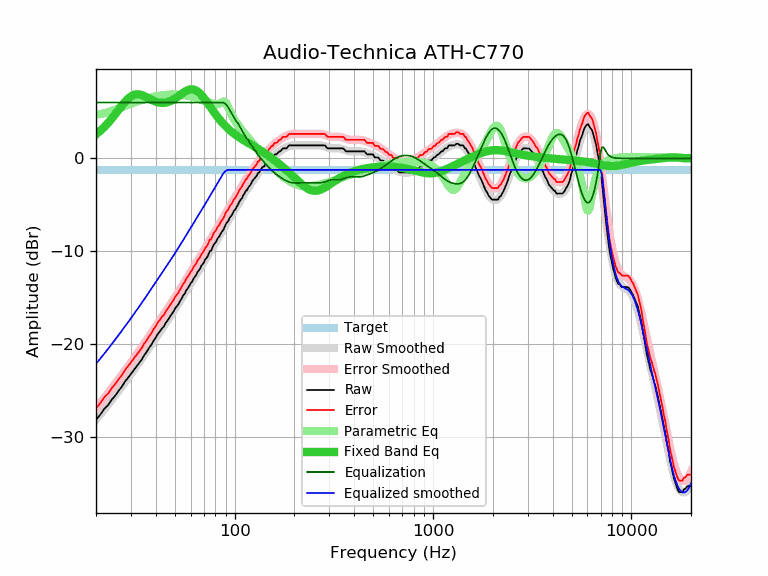 Audio-Technica ATH-C770
Amplitude (dBr)
0
−10
−20
−30
Target
Raw Smoothed
Error Smoothed
Raw
Error
Parametric Eq
Fixed Band Eq
Equalization
Equalized smoothed
100 1000 10000
Frequency (Hz)